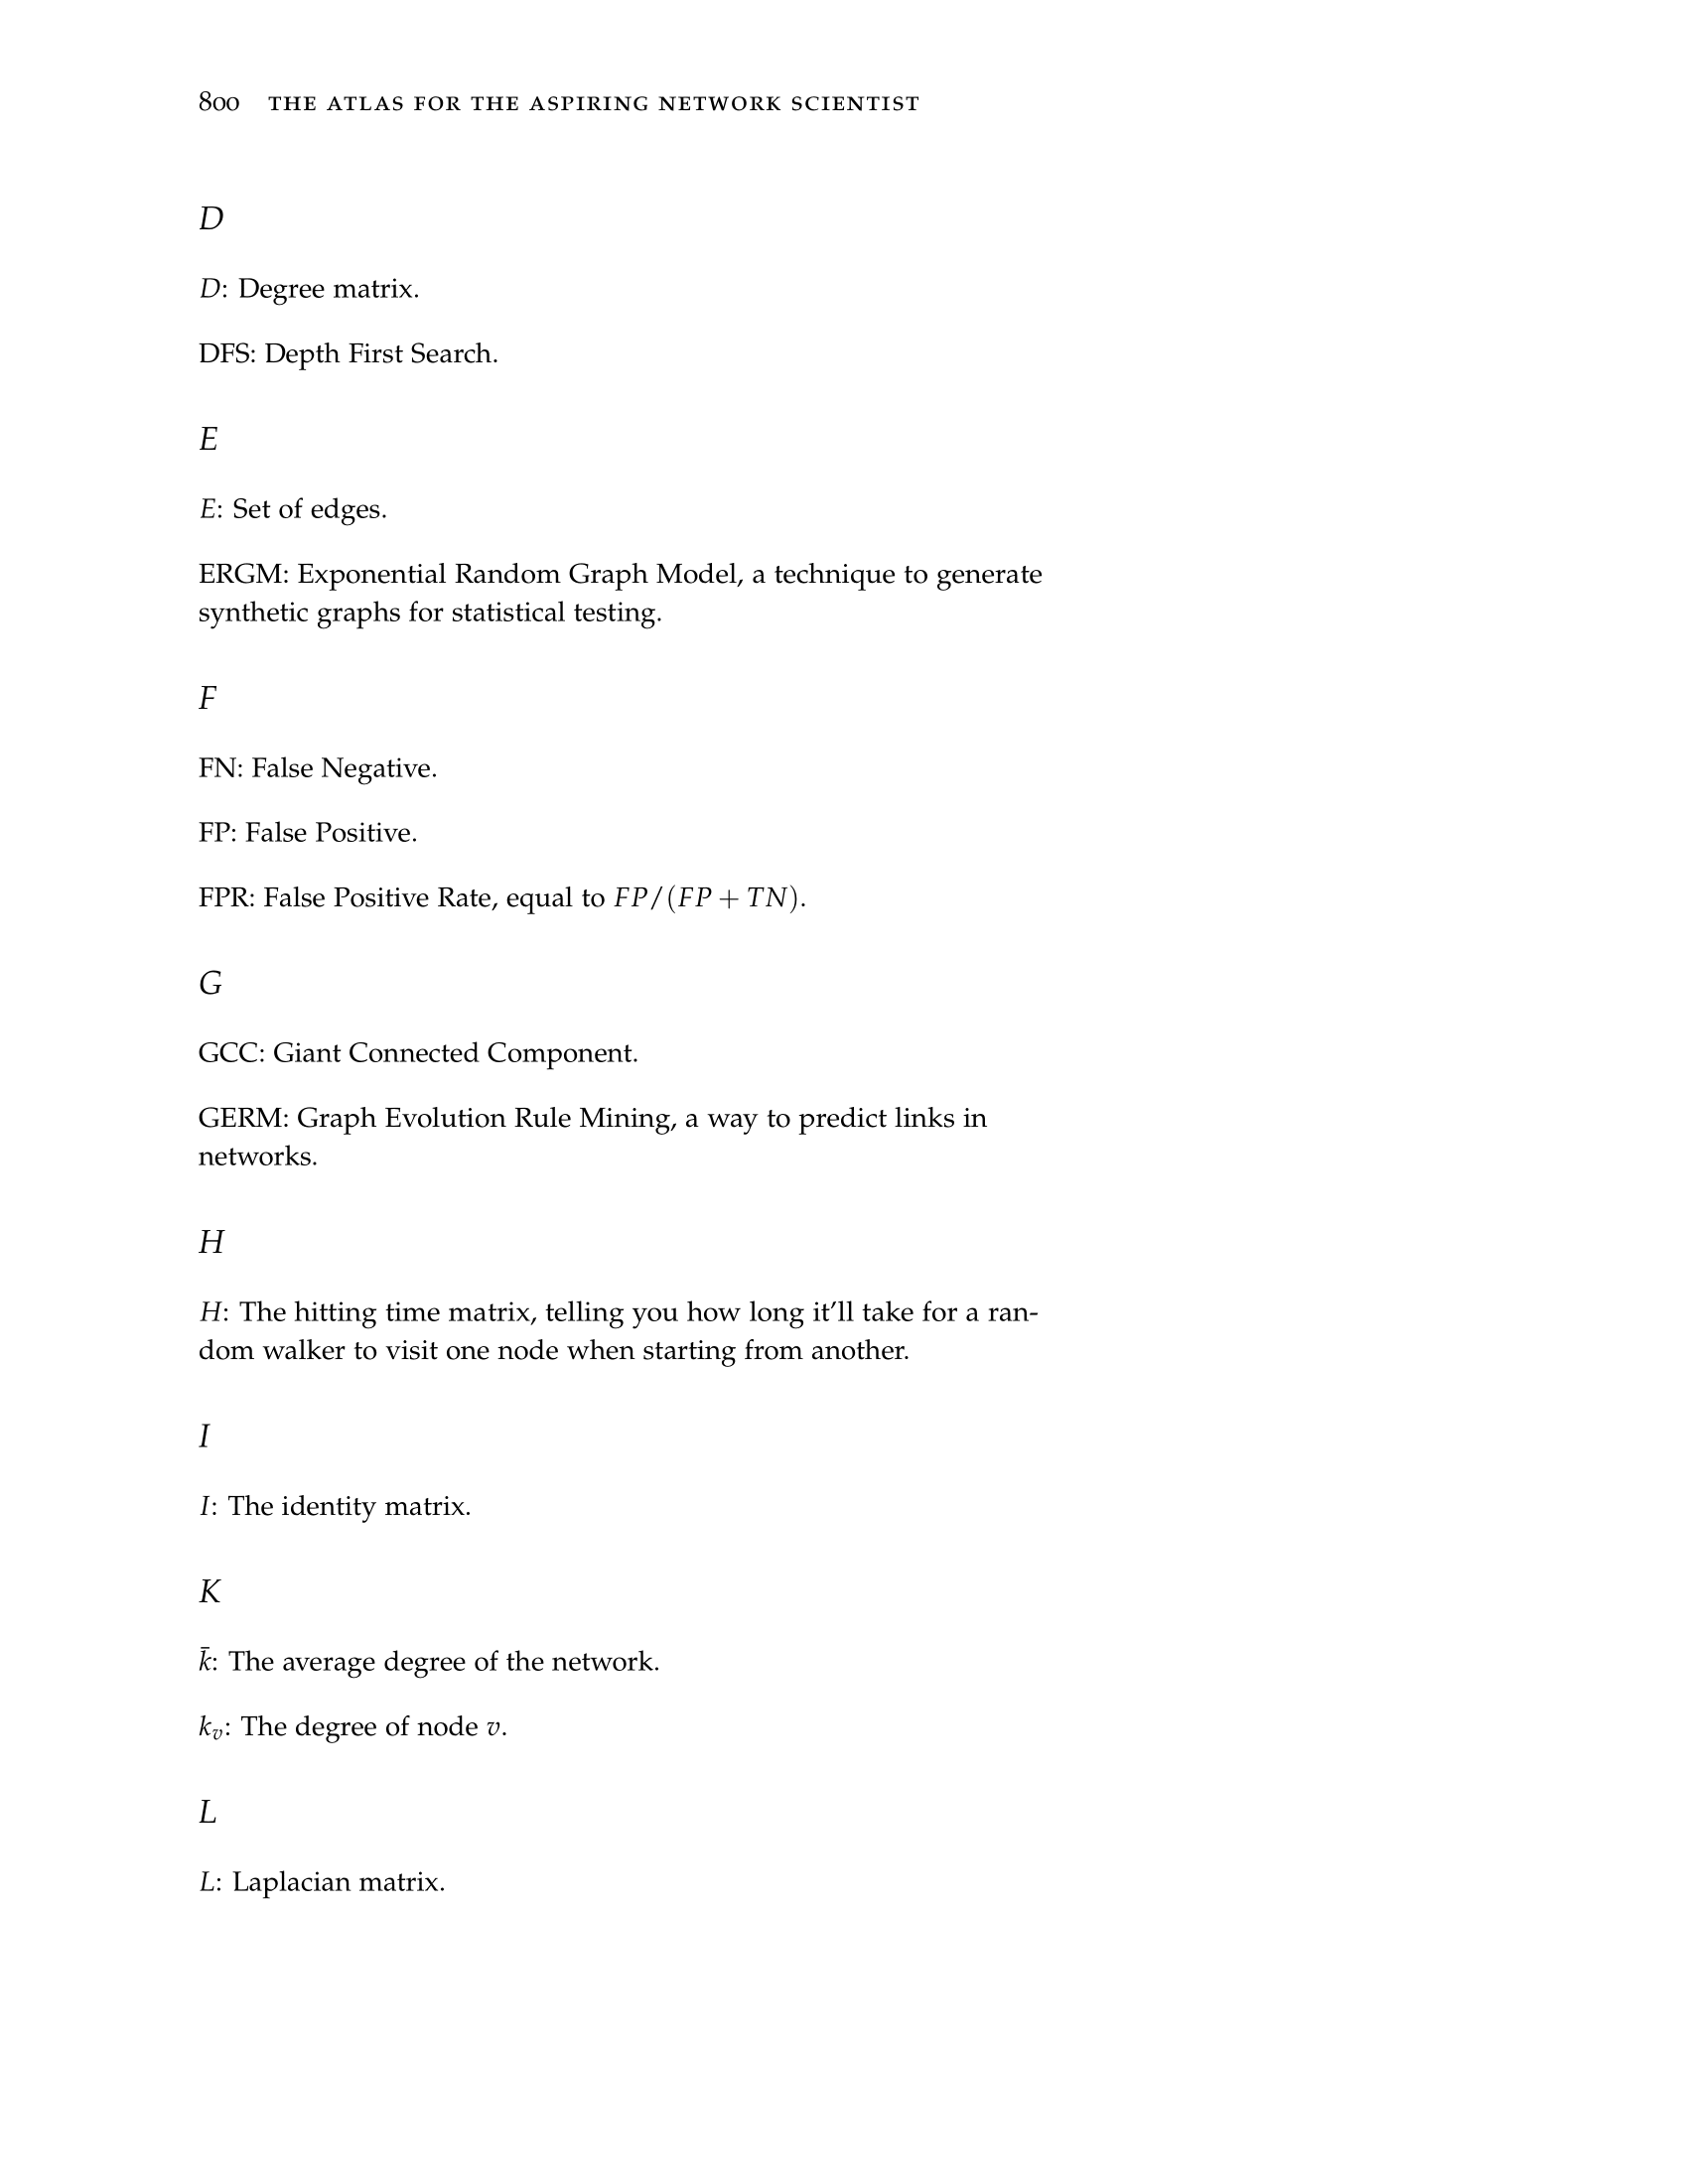 800 THE ATLAS FOR THE ASPIRING NETWORK SCIENTIST
D
D: Degree matrix.
DFS: Depth First Search.
E
E: Set of edges.
ERGM: Exponential Random Graph Model, a technique to generate
synthetic graphs for statistical testing.
F
FN: False Negative.
FP: False Positive.
FPR: False Positive Rate, equal to FP/(FP + TN).
G
GCC: Giant Connected Component.
GERM: Graph Evolution Rule Mining, a way to predict links in
networks.
H
H: The hitting time matrix, telling you how long it’ll take for a ran-
dom walker to visit one node when starting from another.
I
I: The identity matrix.
K
k̄: The average degree of the network.
kᵥ: The degree of node v.
L
L: Laplacian matrix.